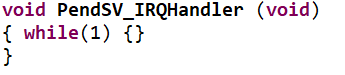 void PendSV_IRQHandler (void)
{ while(1) {}
}